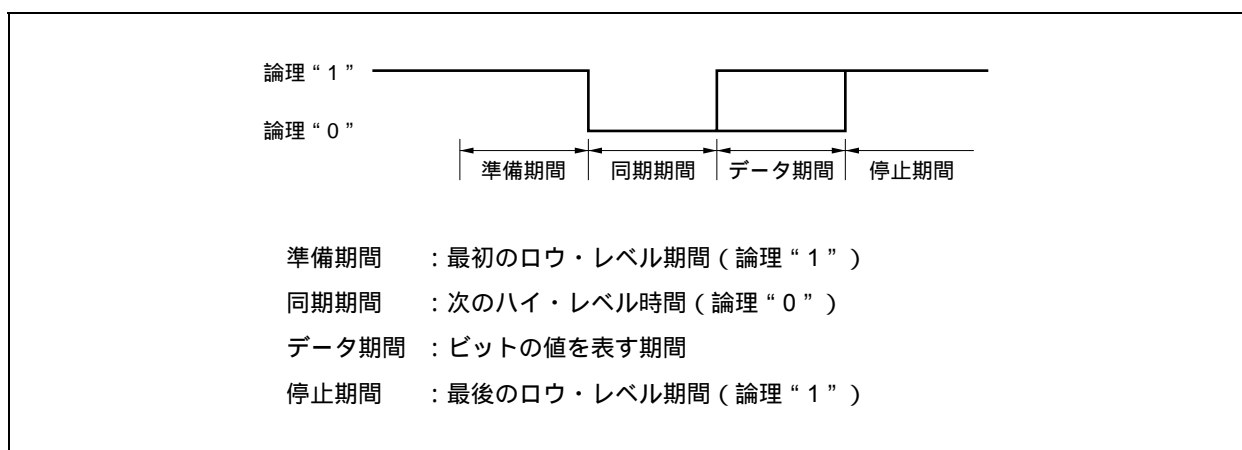 論理“1”
論理“0”
準備期間 同期期間 データ期間 停止期間
準備期間 :最初のロウ・レベル期間(論理“1”)
同期期間 :次のハイ・レベル時間(論理“0”)
データ期間 :ビットの値を表す期間
停止期間 :最後のロウ・レベル期間(論理“1”)